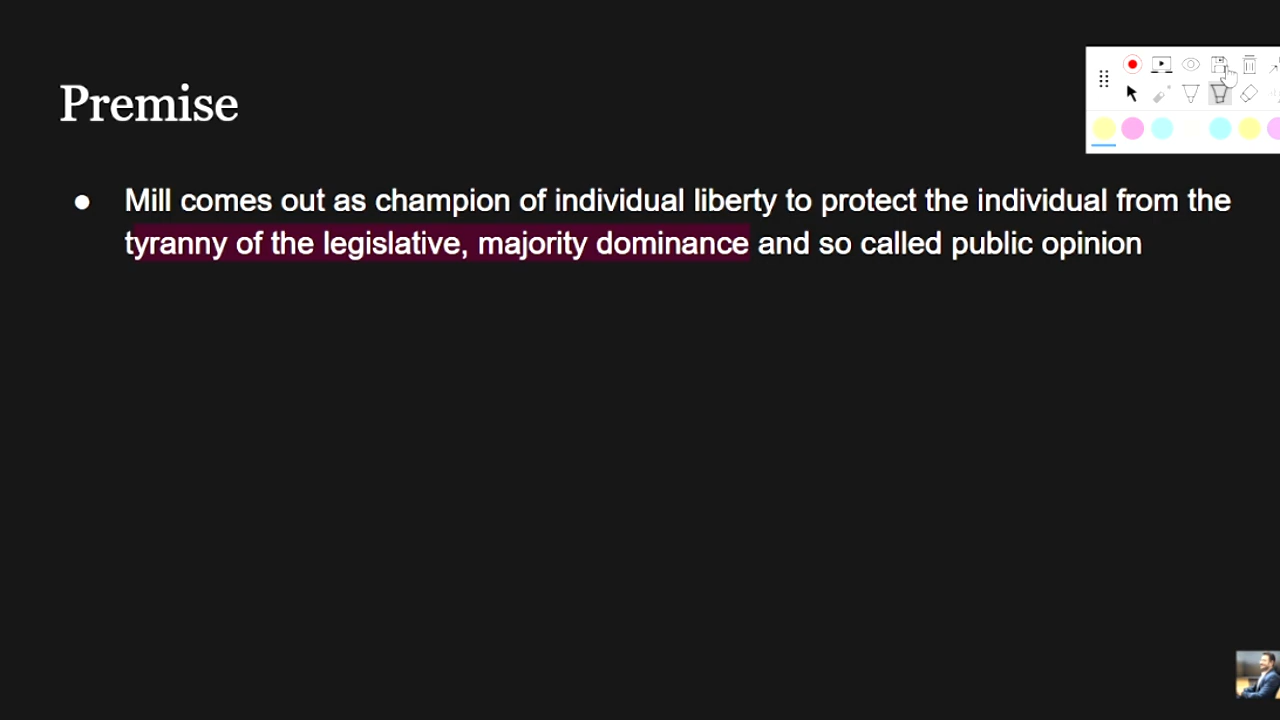 Premise
● Mill comes out as champion of individual liberty to protect the individual from the
tyranny of the legislative, majority dominance and so called public opinion